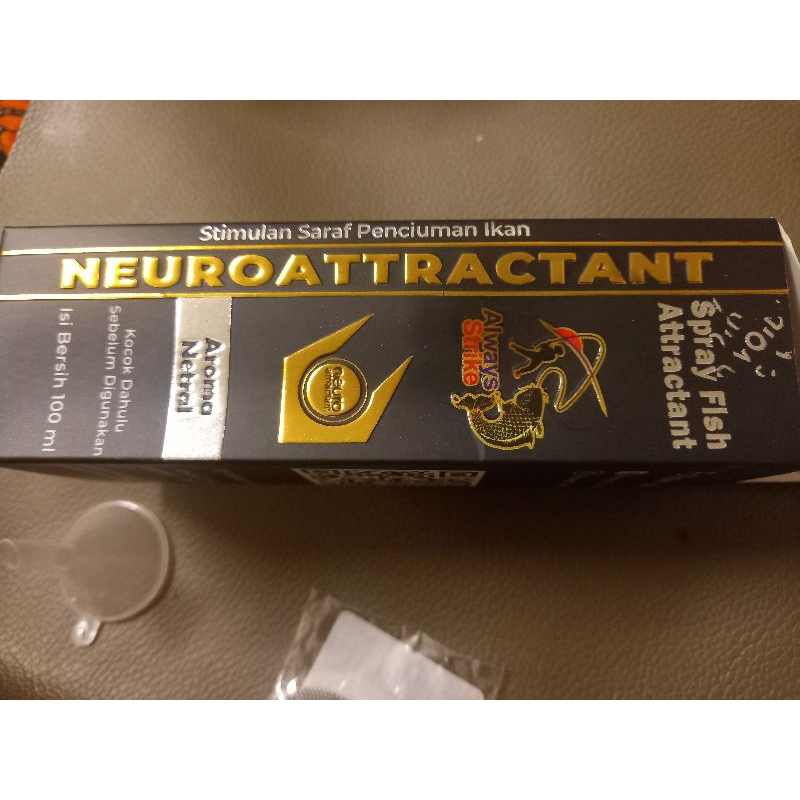 Stimulan Saraf Penciuman Ikan
NEUROATTRACTANT
Spray Fish
Attractant
Always
Strike
neuro
Aroma
Netral
Kocok Dahulu
Sebelum Digunakan
Isi Bersih 100 ml